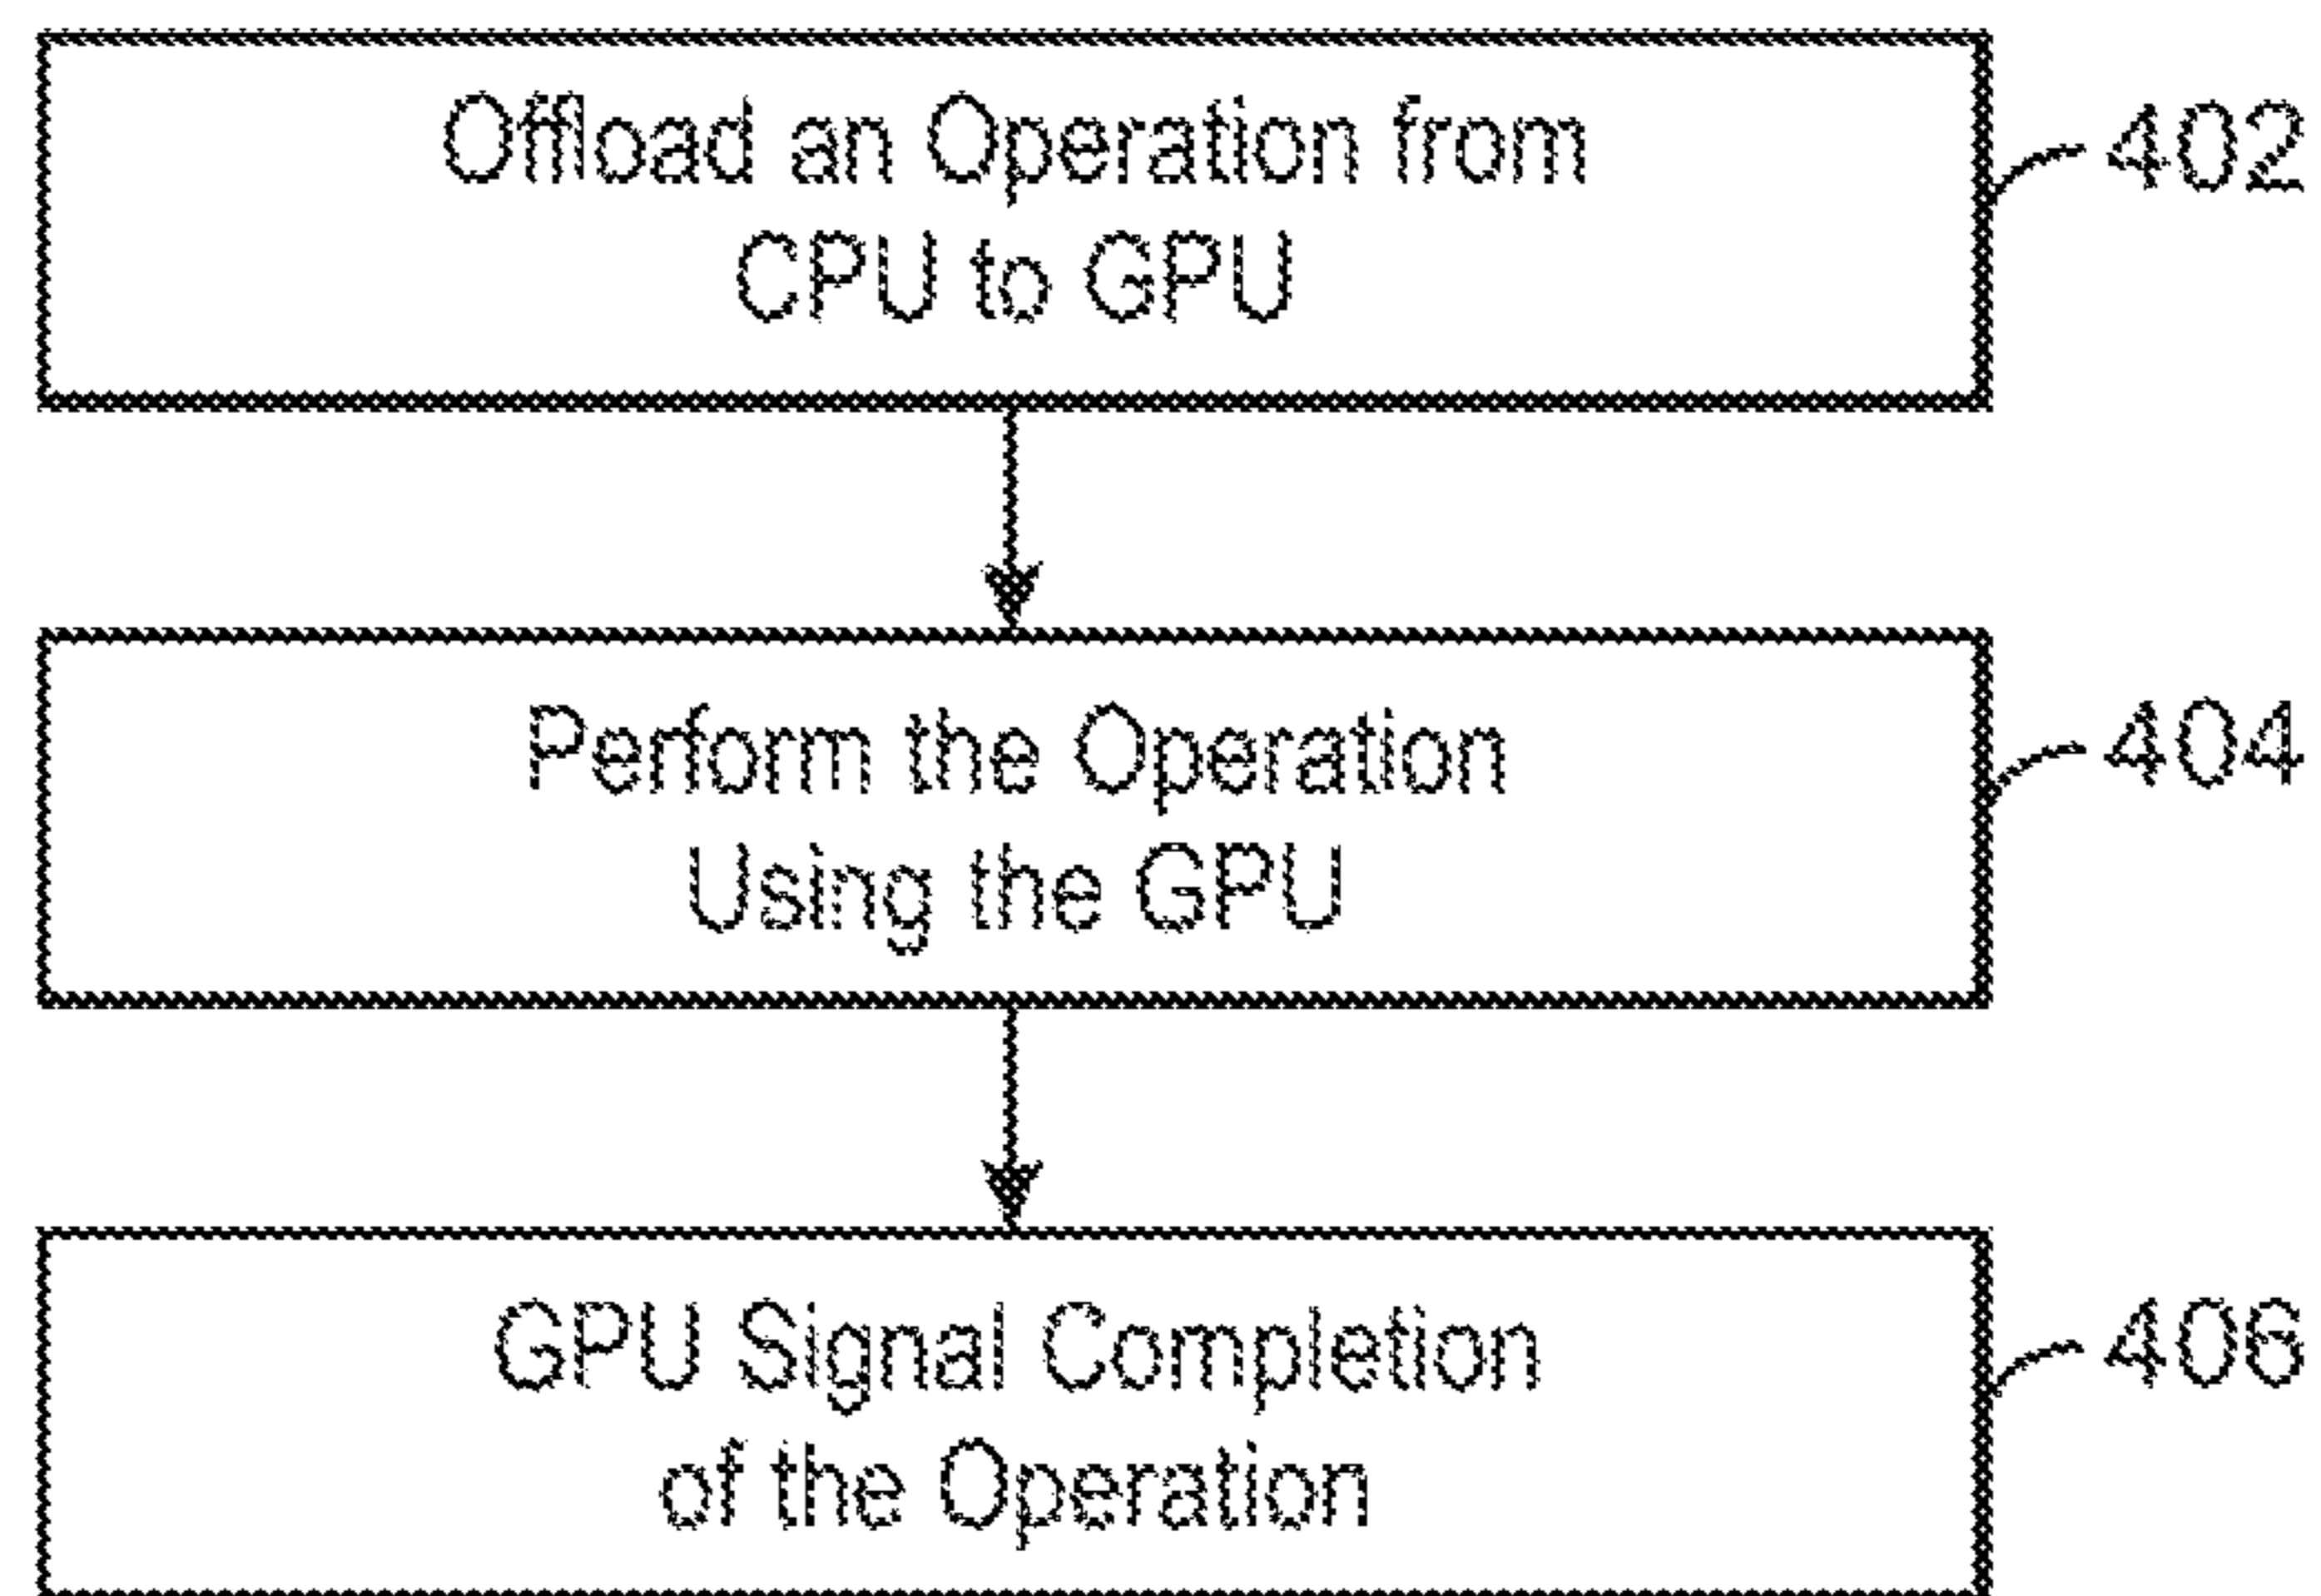 Offload an Operation from
CPU to GPU
402
Perform the Operation
Using the GPU
404
GPU Signal Completion
of the Operation
406